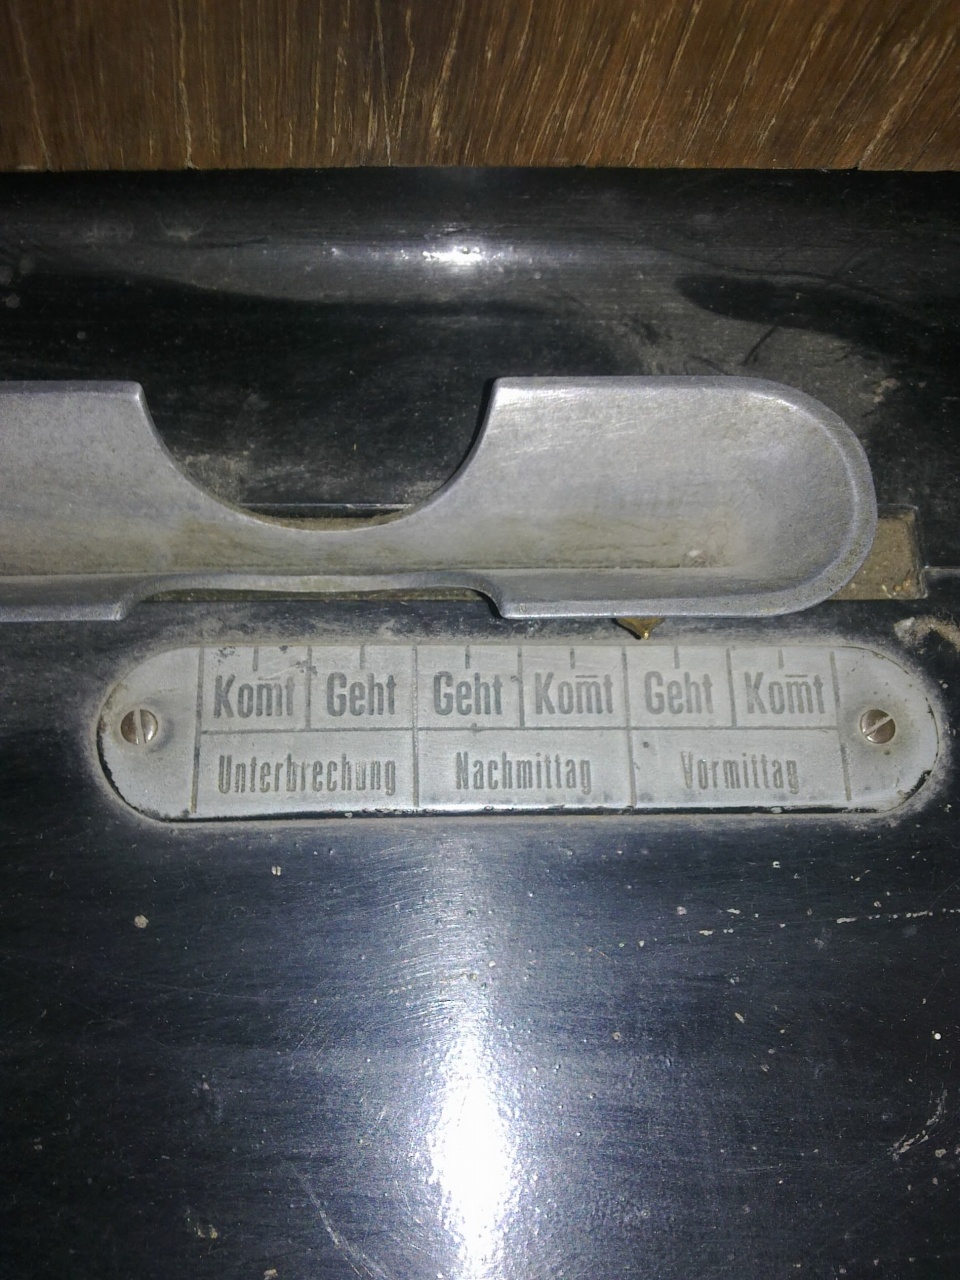 Kom̅t Geht Geht Kom̅t Geht Kom̅t
Unterbrechung Nachmittag Vormittag